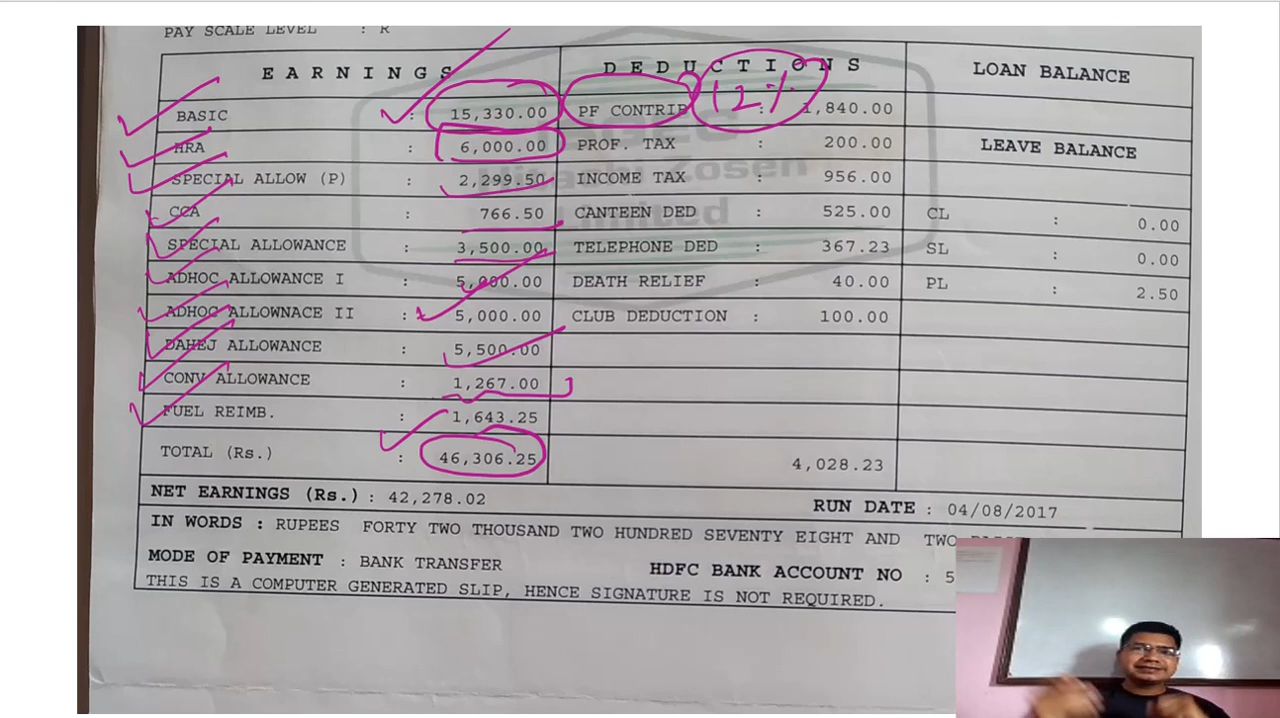 PAY SCALE LEVEL : R
EARNINGS DEDUCTIONS LOAN BALANCE
12%
BASIC : 15,330.00 PF CONTRIB : 1,840.00
HRA : 6,000.00 PROF. TAX : 200.00 LEAVE BALANCE
SPECIAL ALLOW (P) : 2,299.50 INCOME TAX : 956.00
CCA : 766.50 CANTEEN DED : 525.00 CL : 0.00
SPECIAL ALLOWANCE : 3,500.00 TELEPHONE DED : 367.23 SL : 0.00
ADHOC ALLOWANCE I : 5,000.00 DEATH RELIEF : 40.00 PL : 2.50
ADHOC ALLOWNACE II : 5,000.00 CLUB DEDUCTION : 100.00
DAHEJ ALLOWANCE : 5,500.00
CONV ALLOWANCE : 1,267.00
FUEL REIMB. : 1,643.25
TOTAL (Rs.) : 46,306.25 4,028.23
NET EARNINGS (Rs.) : 42,278.02 RUN DATE : 04/08/2017
IN WORDS : RUPEES FORTY TWO THOUSAND TWO HUNDRED SEVENTY EIGHT AND TWO
MODE OF PAYMENT : BANK TRANSFER HDFC BANK ACCOUNT NO : 5
THIS IS A COMPUTER GENERATED SLIP, HENCE SIGNATURE IS NOT REQUIRED.
Hitachi Zosen
Limited